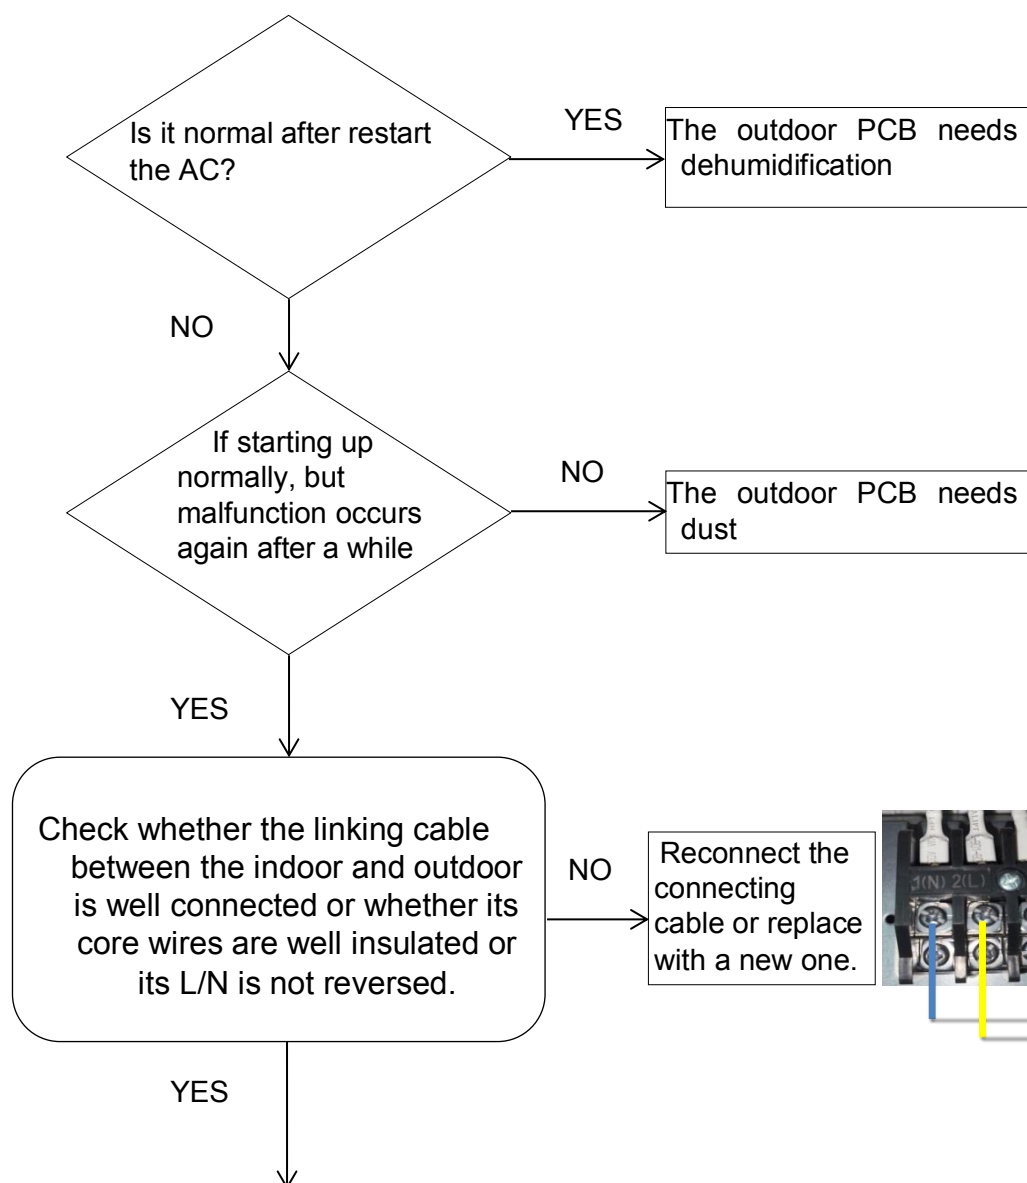 Is it normal after restart
the AC?
YES
The outdoor PCB needs
dehumidification
NO
If starting up
normally, but
malfunction occurs
again after a while
NO
The outdoor PCB needs
dust
YES
Check whether the linking cable
between the indoor and outdoor
is well connected or whether its
core wires are well insulated or
its L/N is not reversed.
NO
Reconnect the
connecting
cable or replace
with a new one.
1(N) 2(L)
YES